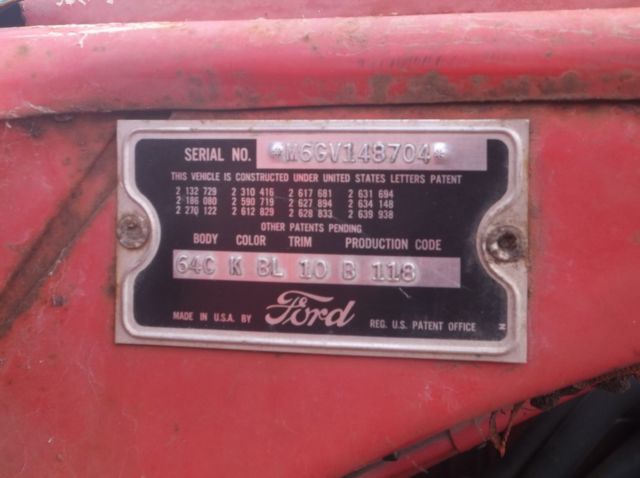 SERIAL NO. *M6GV148704*
THIS VEHICLE IS CONSTRUCTED UNDER UNITED STATES LETTERS PATENT
2 132 729 2 310 416 2 617 681 2 631 694
2 186 080 2 590 719 2 627 894 2 634 148
2 270 122 2 612 829 2 628 833 2 639 938
OTHER PATENTS PENDING
BODY COLOR TRIM PRODUCTION CODE
64C K BL 10 B 118
MADE IN U.S.A. BY Ford REG. U.S. PATENT OFFICE